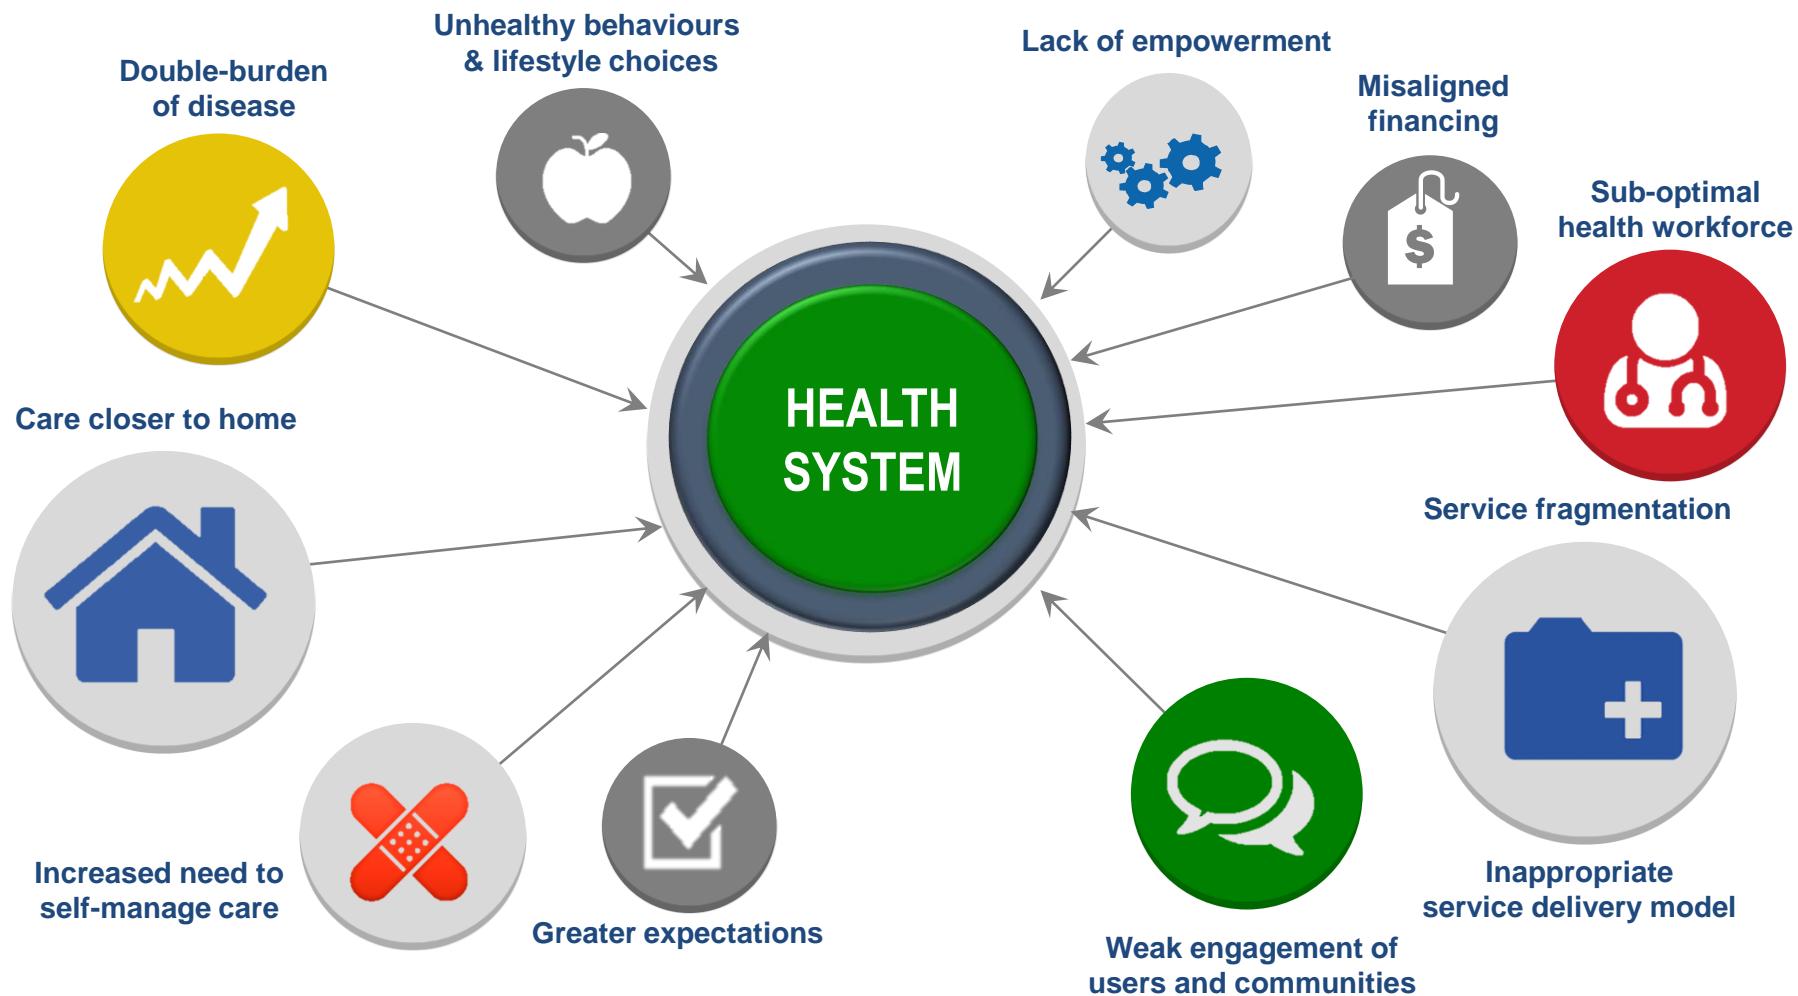 Unhealthy behaviours
& lifestyle choices
Lack of empowerment
Double-burden
of disease
Misaligned
financing
Sub-optimal
health workforce
$
HEALTH
SYSTEM
Care closer to home
Service fragmentation
Increased need to
self-manage care
Greater expectations
Inappropriate
service delivery model
Weak engagement of
users and communities